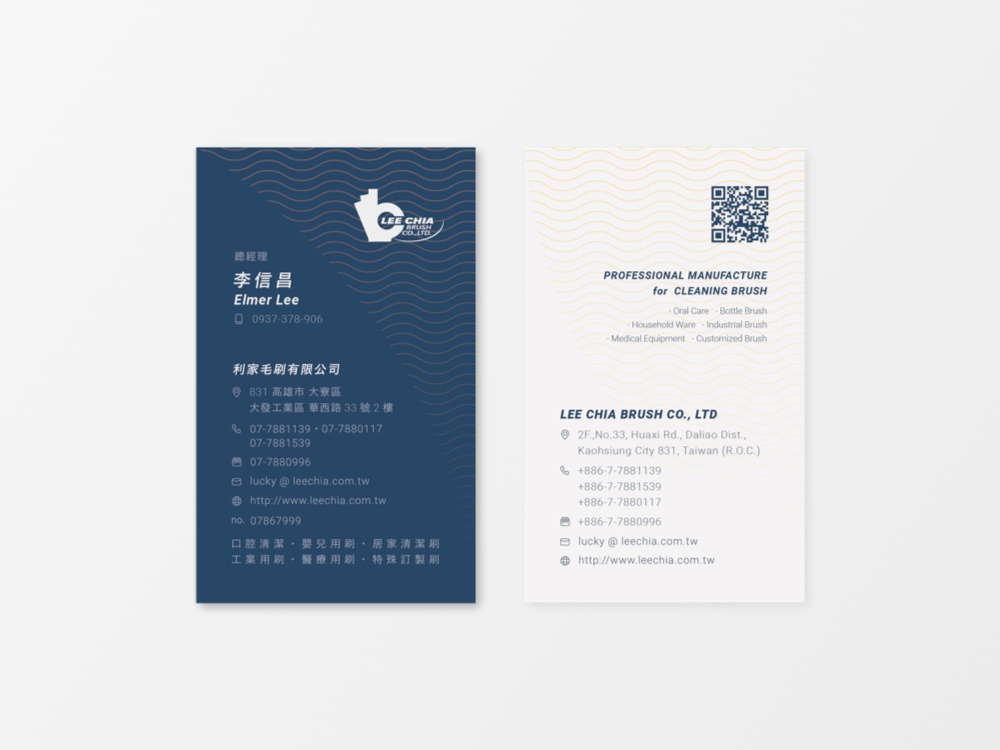 LEE CHIA
BRUSH
CO.,LTD.
總經理
李信昌
Elmer Lee
0937-378-906
利家毛刷有限公司
831 高雄市 大寮區
大發工業區 華西路 33 號 2 樓
07-7881139・07-7880117
07-7881539
07-7880996
lucky @ leechia.com.tw
http://www.leechia.com.tw
no. 07867999
口腔清潔・嬰兒用刷・居家清潔刷
工業用刷・醫療用刷・特殊訂製刷
PROFESSIONAL MANUFACTURE
for CLEANING BRUSH
· Oral Care · Bottle Brush
· Household Ware · Industrial Brush
· Medical Equipment · Customized Brush
LEE CHIA BRUSH CO., LTD
2F.,No.33, Huaxi Rd., Daliao Dist.,
Kaohsiung City 831, Taiwan (R.O.C.)
+886-7-7881139
+886-7-7881539
+886-7-7880117
+886-7-7880996
lucky @ leechia.com.tw
http://www.leechia.com.tw